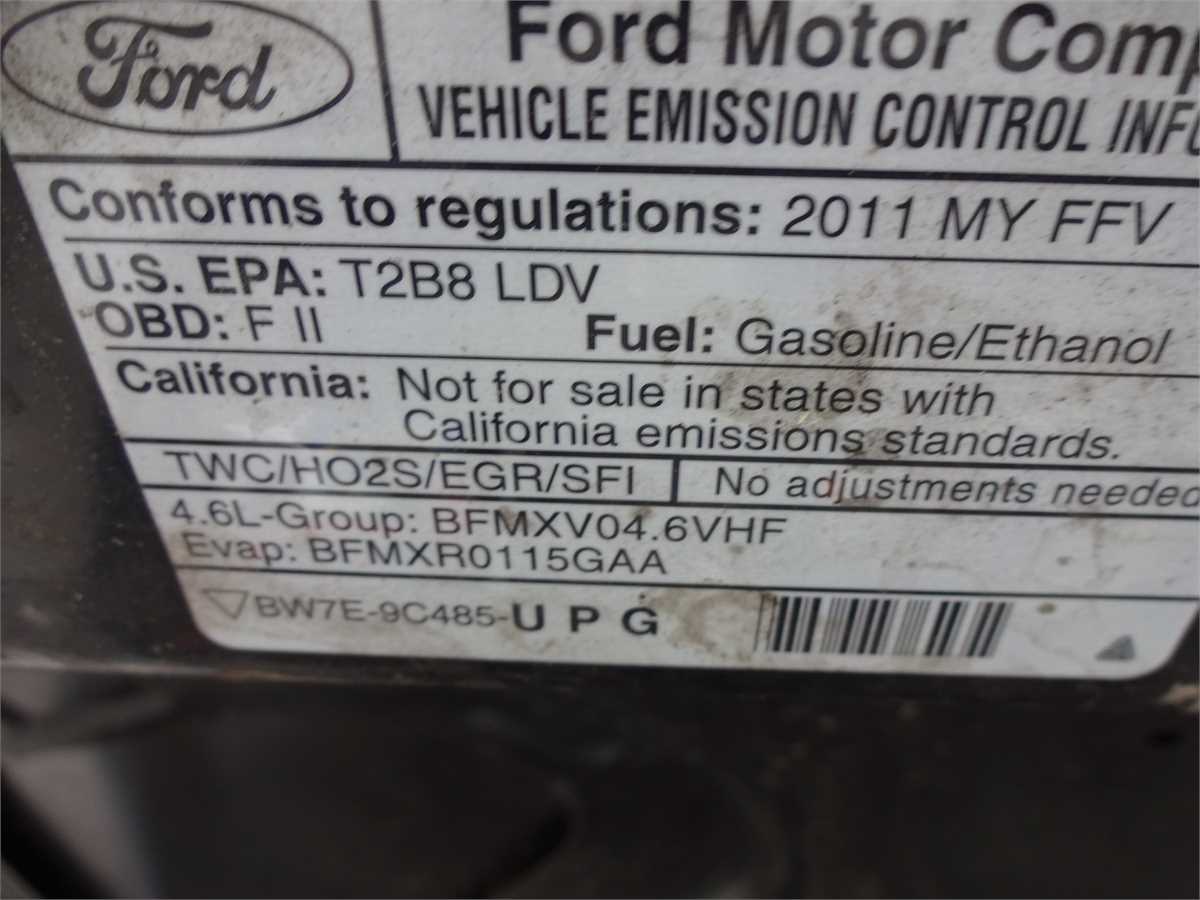 Ford
Ford Motor Comp
VEHICLE EMISSION CONTROL INFO
Conforms to regulations: 2011 MY FFV
U.S. EPA: T2B8 LDV
OBD: F II Fuel: Gasoline/Ethanol
California: Not for sale in states with
California emissions standards.
TWC/HO2S/EGR/SFI No adjustments needed
4.6L-Group: BFMXV04.6VHF
Evap: BFMXR0115GAA
BW7E-9C485-U P G